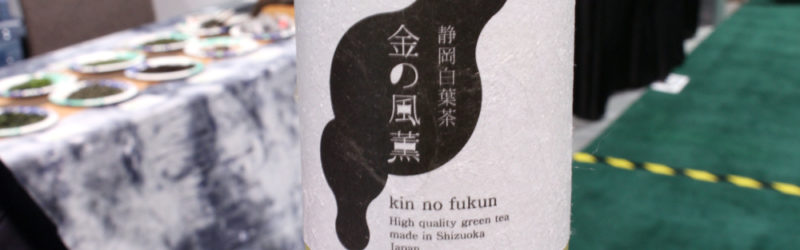 静岡白葉茶
金の風薫
kin no fukun
High quality green tea
made in Shizuoka
Japan